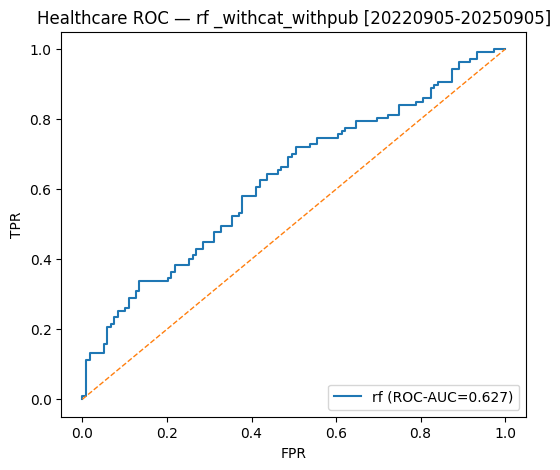 Healthcare ROC — rf _withcat_withpub [20220905-20250905]
1.0
0.8
0.6
0.4
0.2
0.0
TPR
0.0 0.2 0.4 0.6 0.8 1.0
FPR
rf (ROC-AUC=0.627)